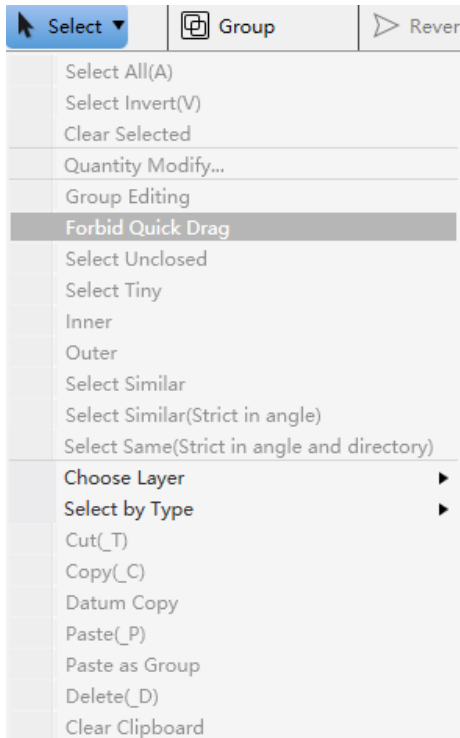 Select Group Rever
Select All(A)
Select Invert(V)
Clear Selected
Quantity Modify...
Group Editing
Forbid Quick Drag
Select Unclosed
Select Tiny
Inner
Outer
Select Similar
Select Similar(Strict in angle)
Select Same(Strict in angle and directory)
Choose Layer
Select by Type
Cut(_T)
Copy(_C)
Datum Copy
Paste(_P)
Paste as Group
Delete(_D)
Clear Clipboard